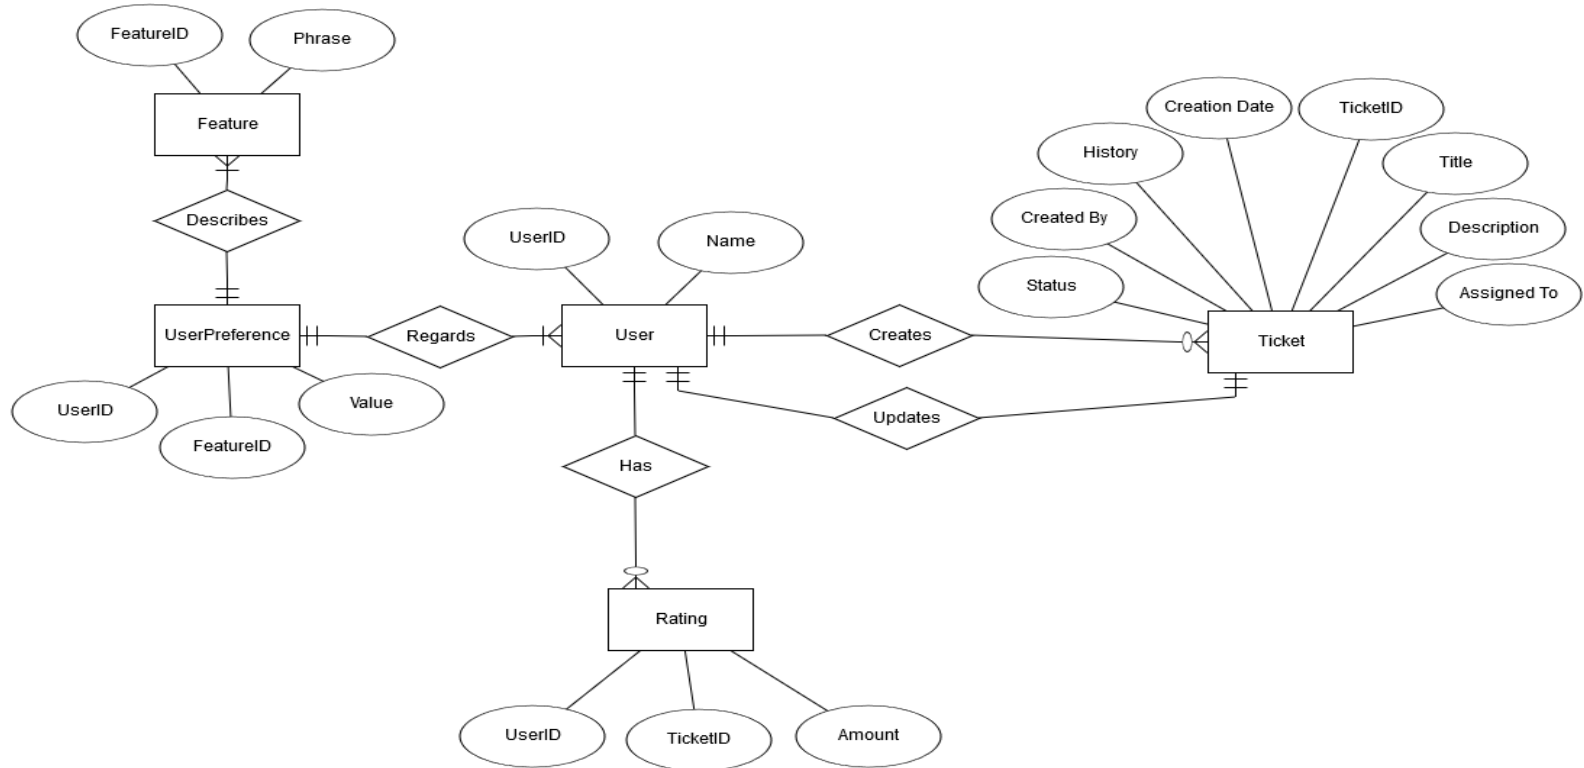 FeatureID
Phrase
Feature
Describes
UserPreference
UserID
FeatureID
Value
Regards
UserID
Name
User
Creates
Updates
Has
Rating
UserID
TicketID
Amount
Creation Date
TicketID
History
Title
Created By
Description
Status
Assigned To
Ticket